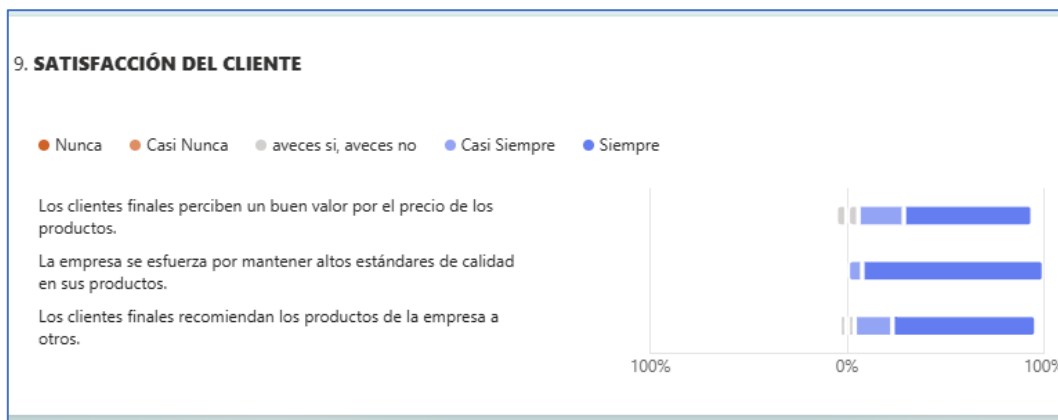 9. SATISFACCIÓN DEL CLIENTE
Nunca Casi Nunca aveces si, aveces no Casi Siempre Siempre
Los clientes finales perciben un buen valor por el precio de los
productos.
La empresa se esfuerza por mantener altos estándares de calidad
en sus productos.
Los clientes finales recomiendan los productos de la empresa a
otros.
100% 0% 100%